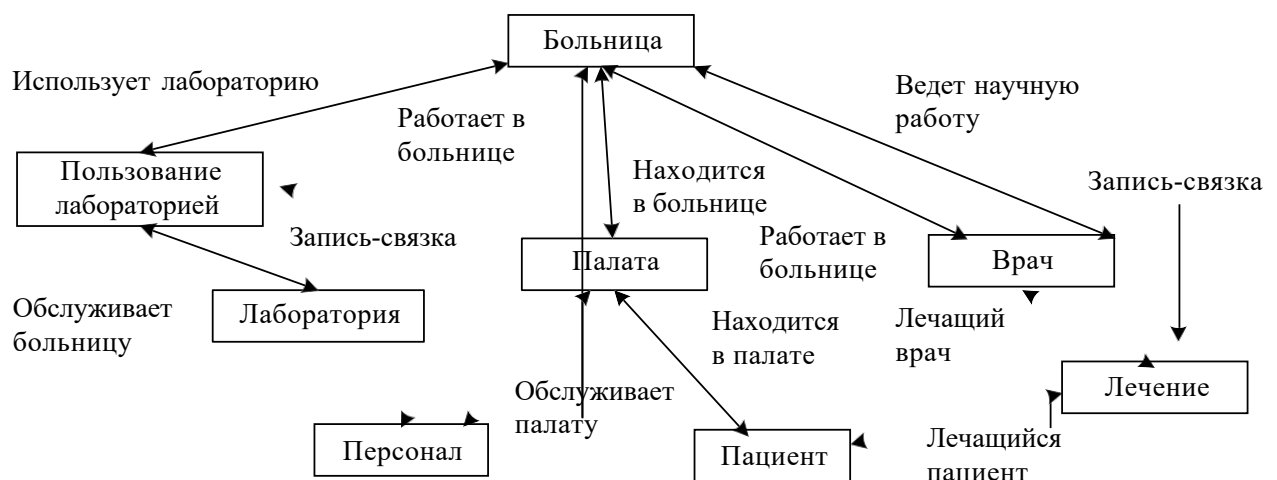 Больница
Использует лабораторию
Ведет научную
работу
Работает в
больнице
Пользование
лабораторией
Находится
в больнице
Запись-связка
Запись-связка
Работает в
больнице
Палата
Врач
Обслуживает
больницу
Лаборатория
Находится
в палате
Лечащий
врач
Обслуживает
палату
Лечение
Персонал
Пациент
Лечащийся
пациент